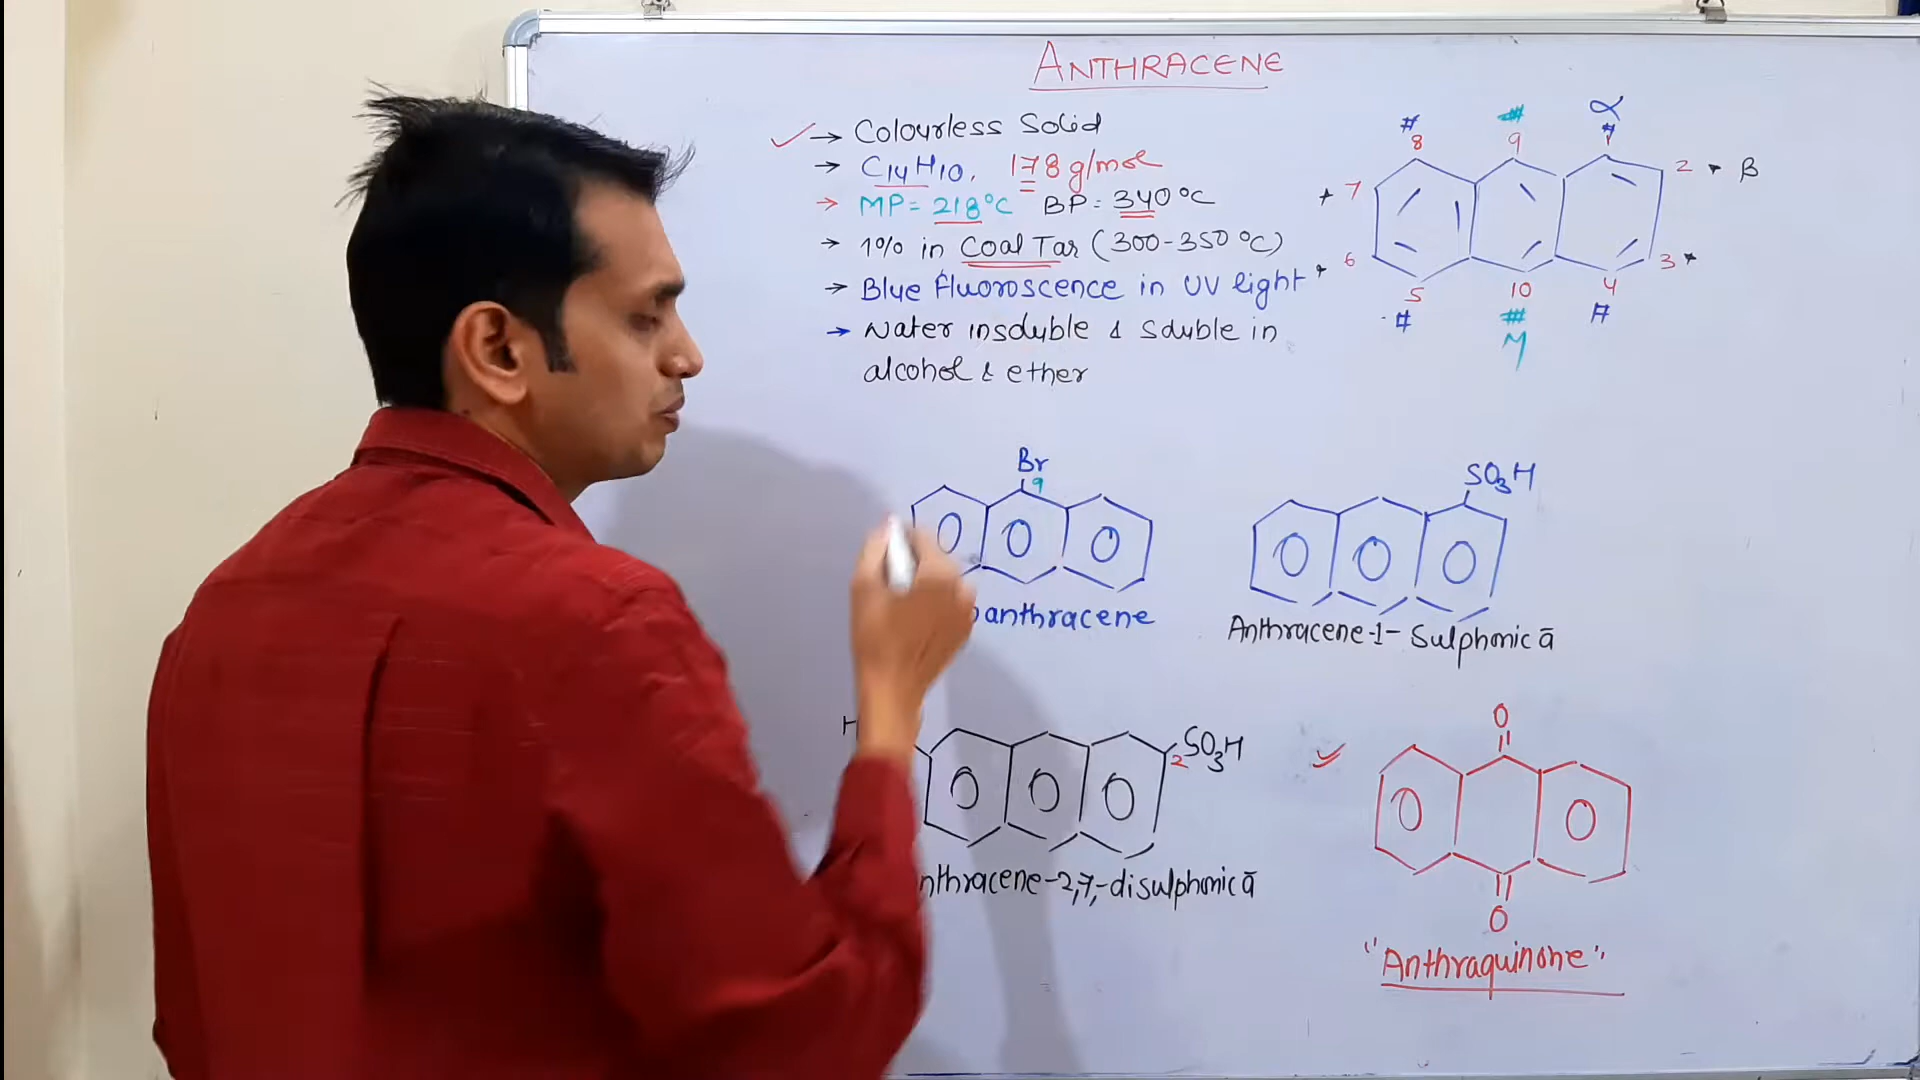 ANTHRACENE
✓ → Colourless Solid
→ C14H10, 178 g/mol
→ MP = 218°C BP = 340°C
→ 1% in Coal Tar (300-350°C)
→ Blue fluoroscence in UV light
→ Water insoluble & soluble in
alcohol & ether
# # α
8 9 # 1
* 7 2 * β
* 6 3 *
5 10 4
# # #
M
Br
9
anthracene
SO3H
Anthracene-1-Sulphonic ā
H
SO3H
2
nthracene-2,7,-disulphonic ā
O
✓
O
"Anthraquinone"